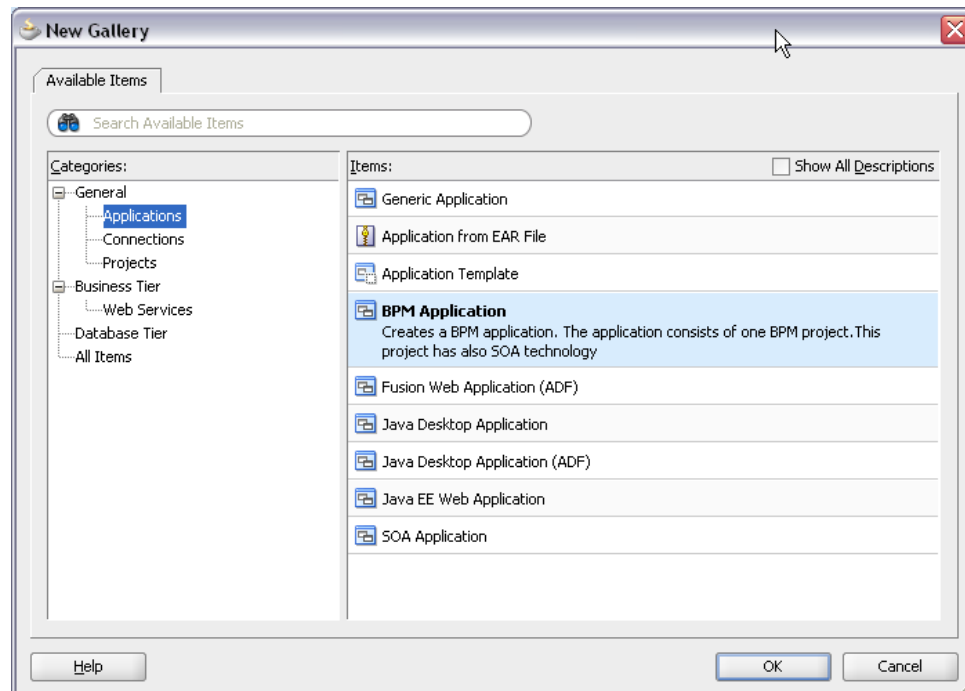 New Gallery
Available Items
Search Available Items
Categories:
General
Applications
Connections
Projects
Business Tier
Web Services
Database Tier
All Items
Items:
Show All Descriptions
Generic Application
Application from EAR File
Application Template
BPM Application
Creates a BPM application. The application consists of one BPM project.This
project has also SOA technology
Fusion Web Application (ADF)
Java Desktop Application
Java Desktop Application (ADF)
Java EE Web Application
SOA Application
Help
OK
Cancel